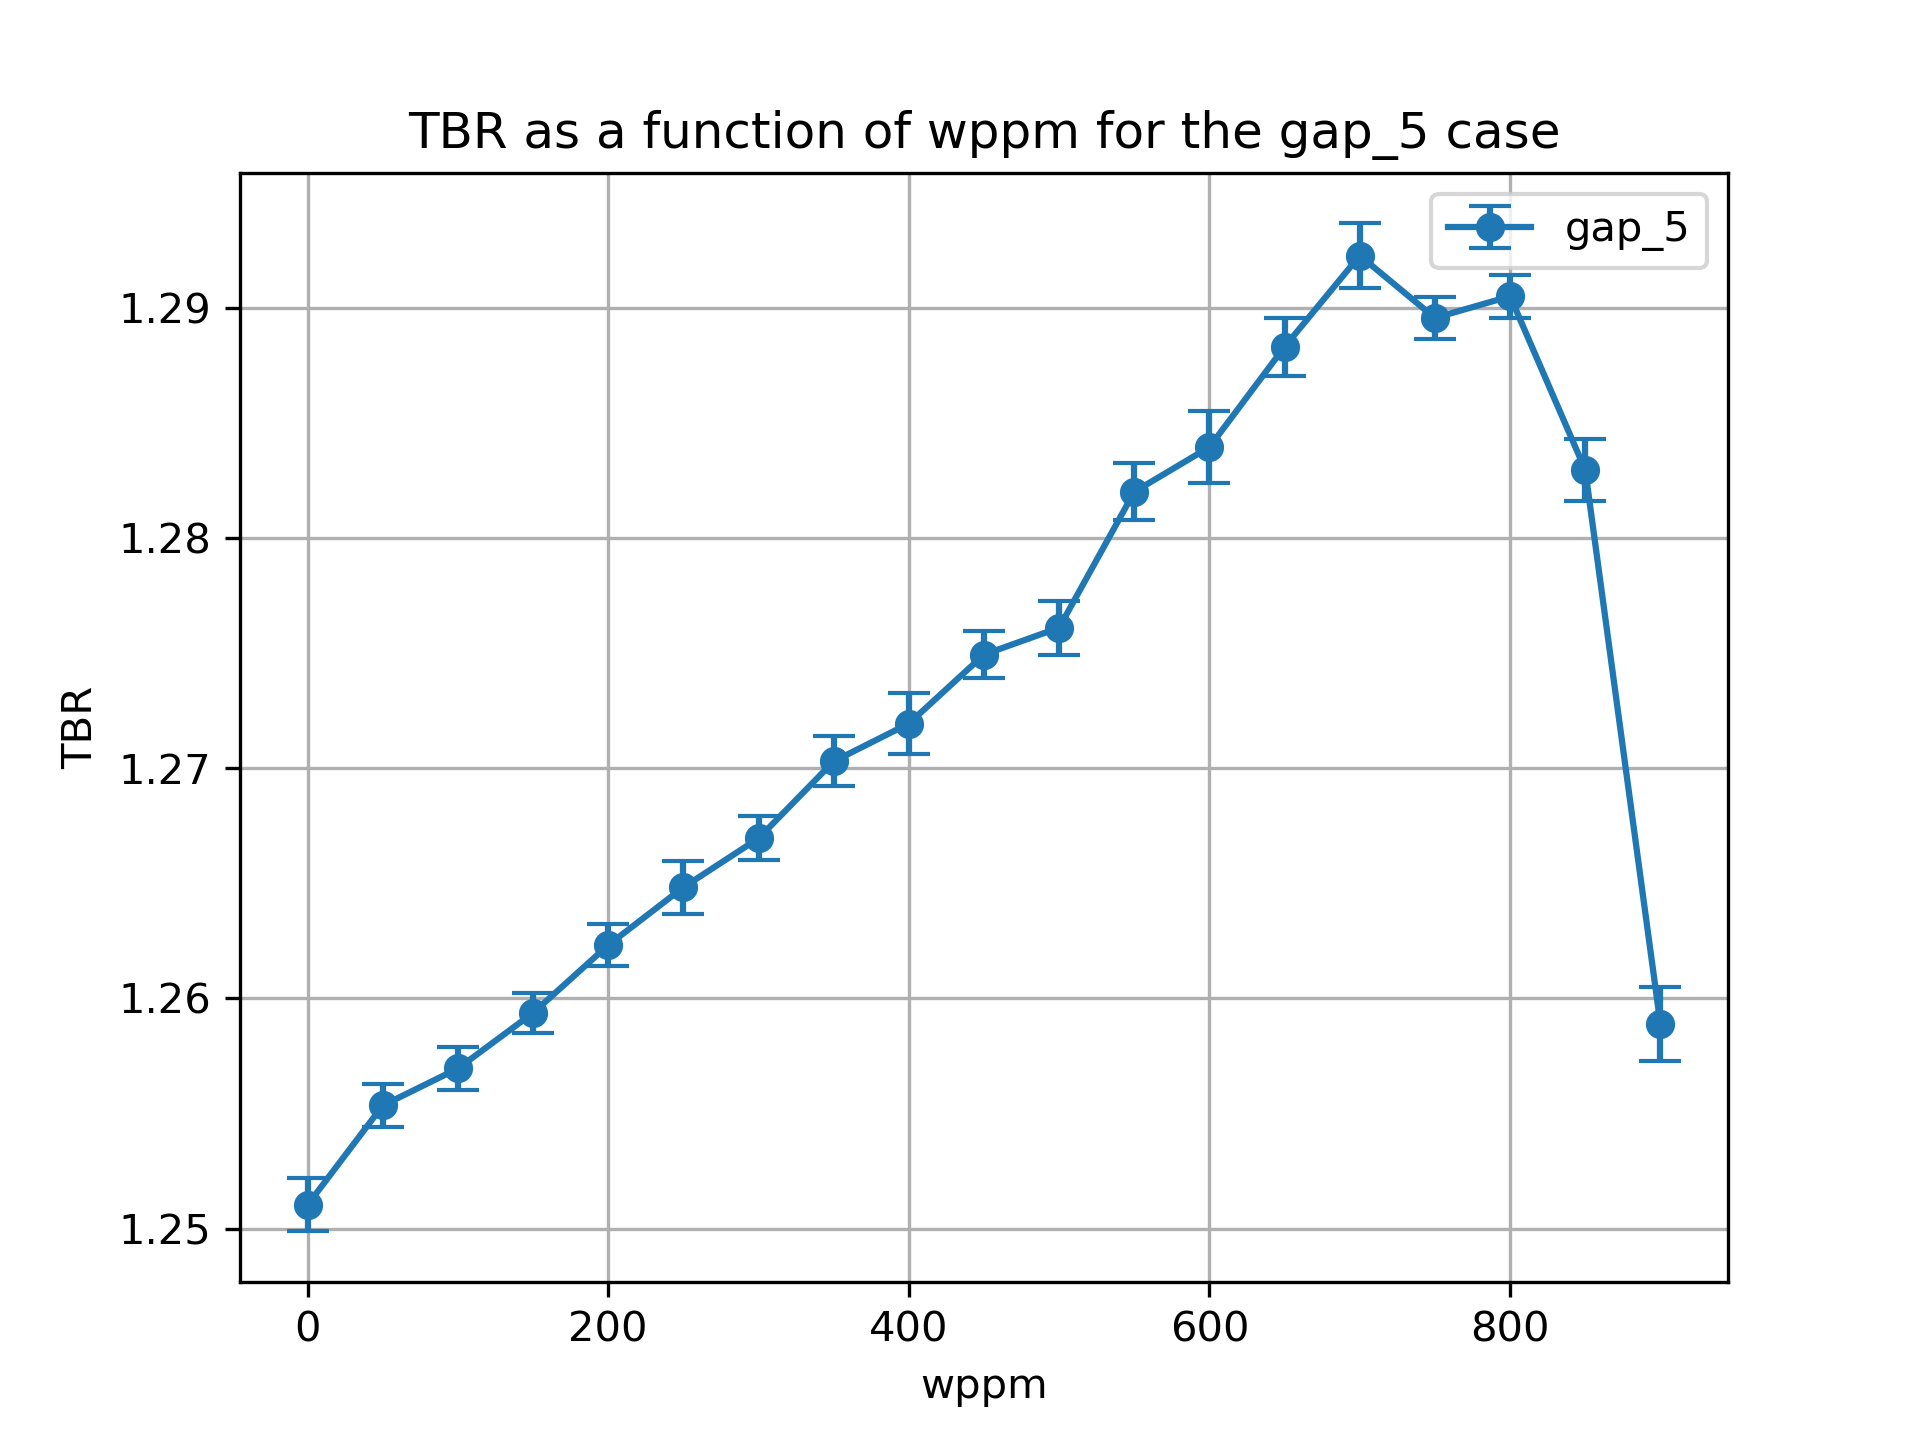 TBR as a function of wppm for the gap_5 case
gap_5
1.29
1.28
1.27
1.26
1.25
TBR
0 200 400 600 800
wppm